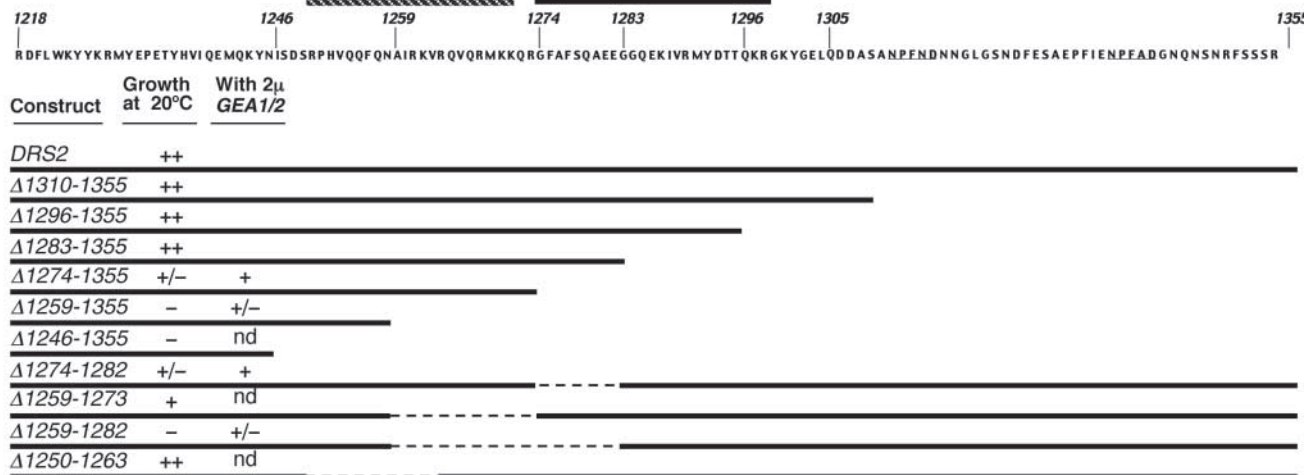 1218 1246 1259 1274 1283 1296 1305 1355
RDFLWKYYKRMYEPETYHVIQEMQKYNISDSRPHVQQFQNAIRKVRQVQRMKKQRGFAFSQAEEGGQEKIVRMYDTTQKRGKYGELQDDASANPFNDNNGLGSNDFESAEPFIENPFADGNQNSNRFSSSR
Growth With 2μ
Construct at 20°C GEA1/2
DRS2 ++
Δ1310-1355 ++
Δ1296-1355 ++
Δ1283-1355 ++
Δ1274-1355 +/– +
Δ1259-1355 – +/–
Δ1246-1355 – nd
Δ1274-1282 +/– +
Δ1259-1273 + nd
Δ1259-1282 – +/–
Δ1250-1263 ++ nd